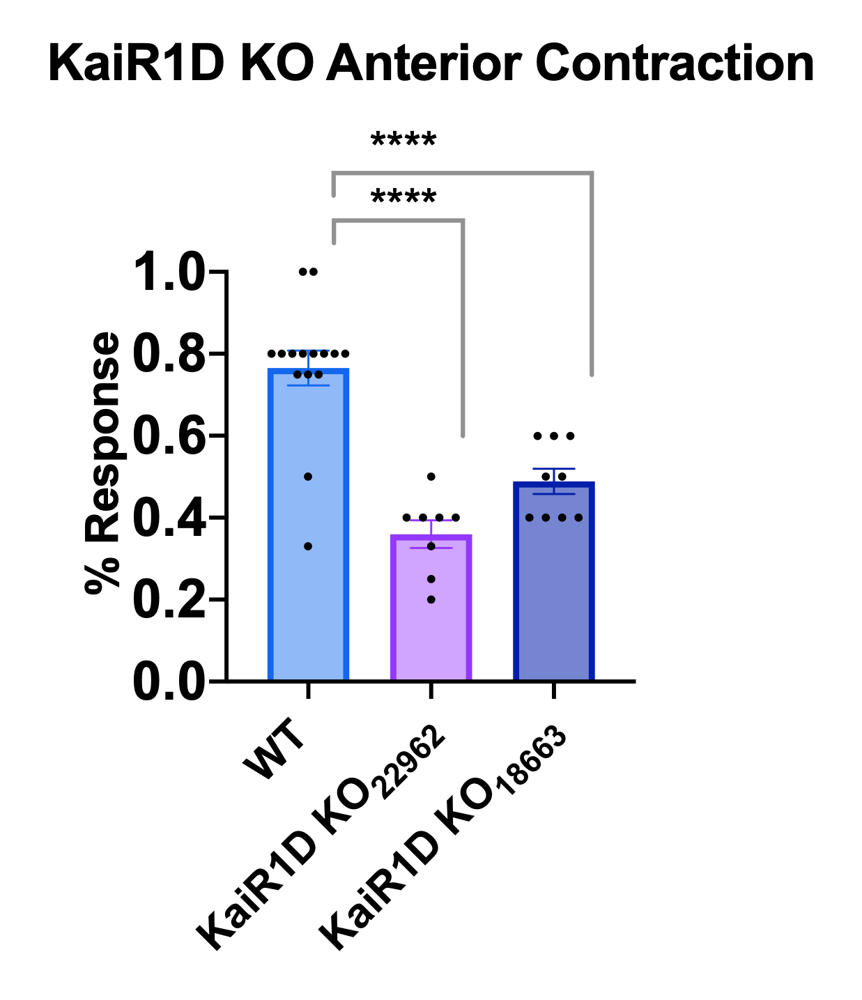 KaiR1D KO Anterior Contraction
****
****
% Response
1.0
0.8
0.6
0.4
0.2
0.0
WT
KaiR1D KO22962
KaiR1D KO18663